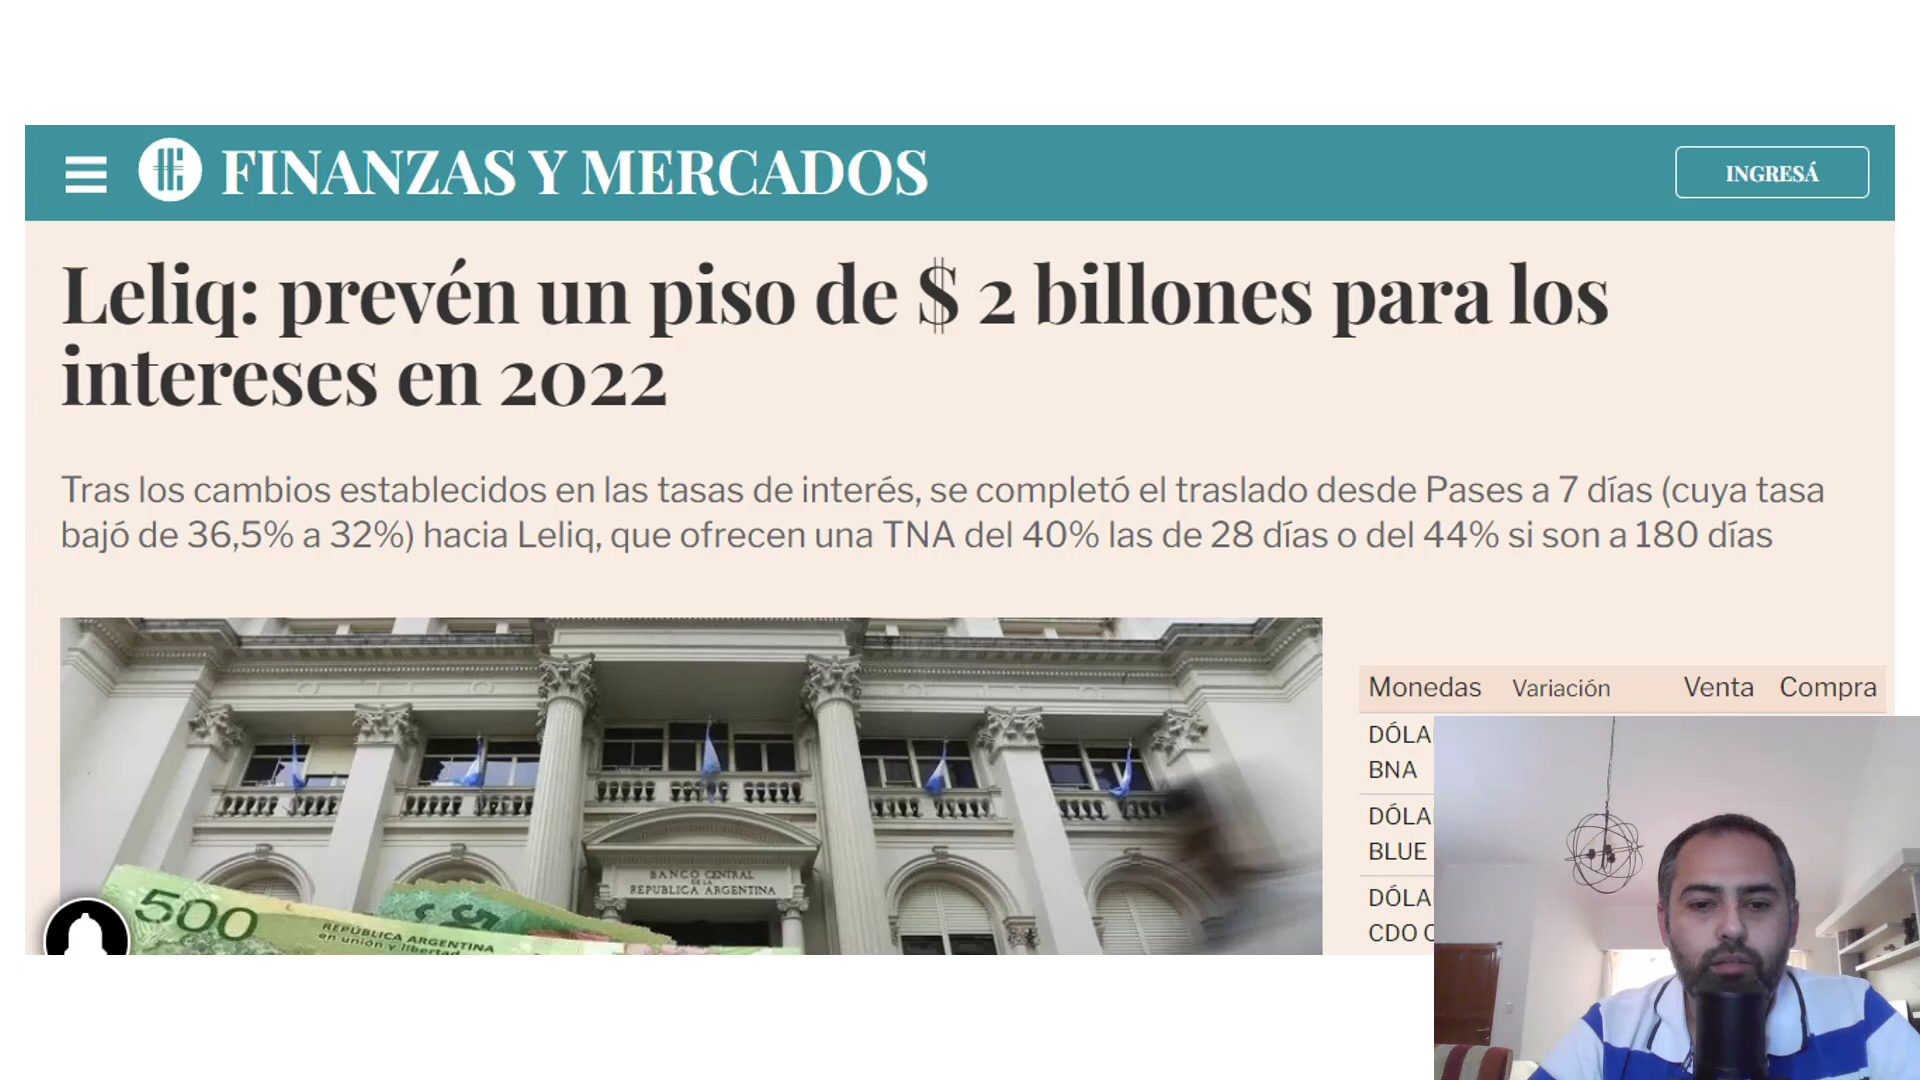 FINANZAS Y MERCADOS
INGRESÁ
Leliq: prevén un piso de $ 2 billones para los
intereses en 2022
Tras los cambios establecidos en las tasas de interés, se completó el traslado desde Pases a 7 días (cuya tasa
bajó de 36,5% a 32%) hacia Leliq, que ofrecen una TNA del 40% las de 28 días o del 44% si son a 180 días
BANCO CENTRAL
DE LA
REPUBLICA ARGENTINA
500
REPÚBLICA ARGENTINA
en unión y libertad
Monedas Variación Venta Compra
DÓLA
BNA
DÓLA
BLUE
DÓLA
CDO C